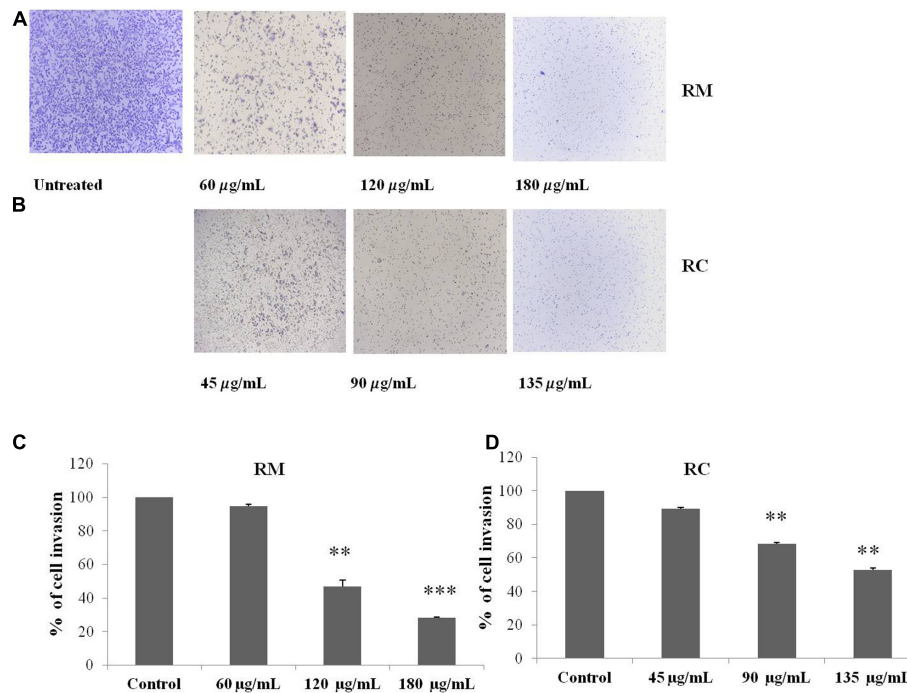 A
RM
Untreated
60 µg/mL
120 µg/mL
180 µg/mL
B
RC
45 µg/mL
90 µg/mL
135 µg/mL
C
RM
% of cell invasion
120
100
80
60
40
20
0
**
***
Control
60 µg/mL
120 µg/mL
180 µg/mL
D
RC
% of cell invasion
120
100
80
60
40
20
0
**
**
Control
45 µg/mL
90 µg/mL
135 µg/mL